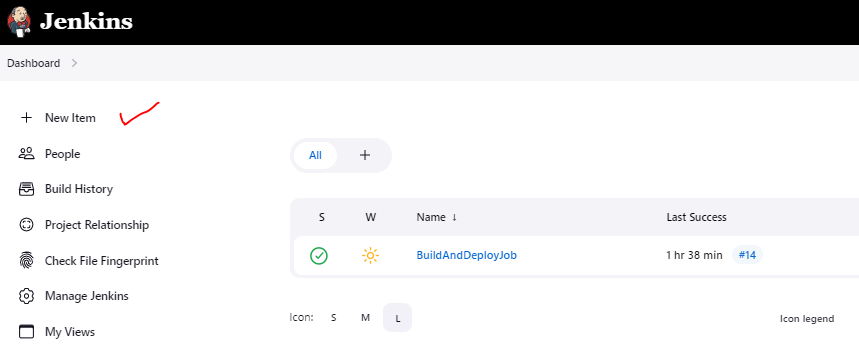 Jenkins
Dashboard
New Item
People
Build History
Project Relationship
Check File Fingerprint
Manage Jenkins
My Views
All
S W Name ↓ Last Success
BuildAndDeployJob 1 hr 38 min #14
Icon: S M L Icon legend